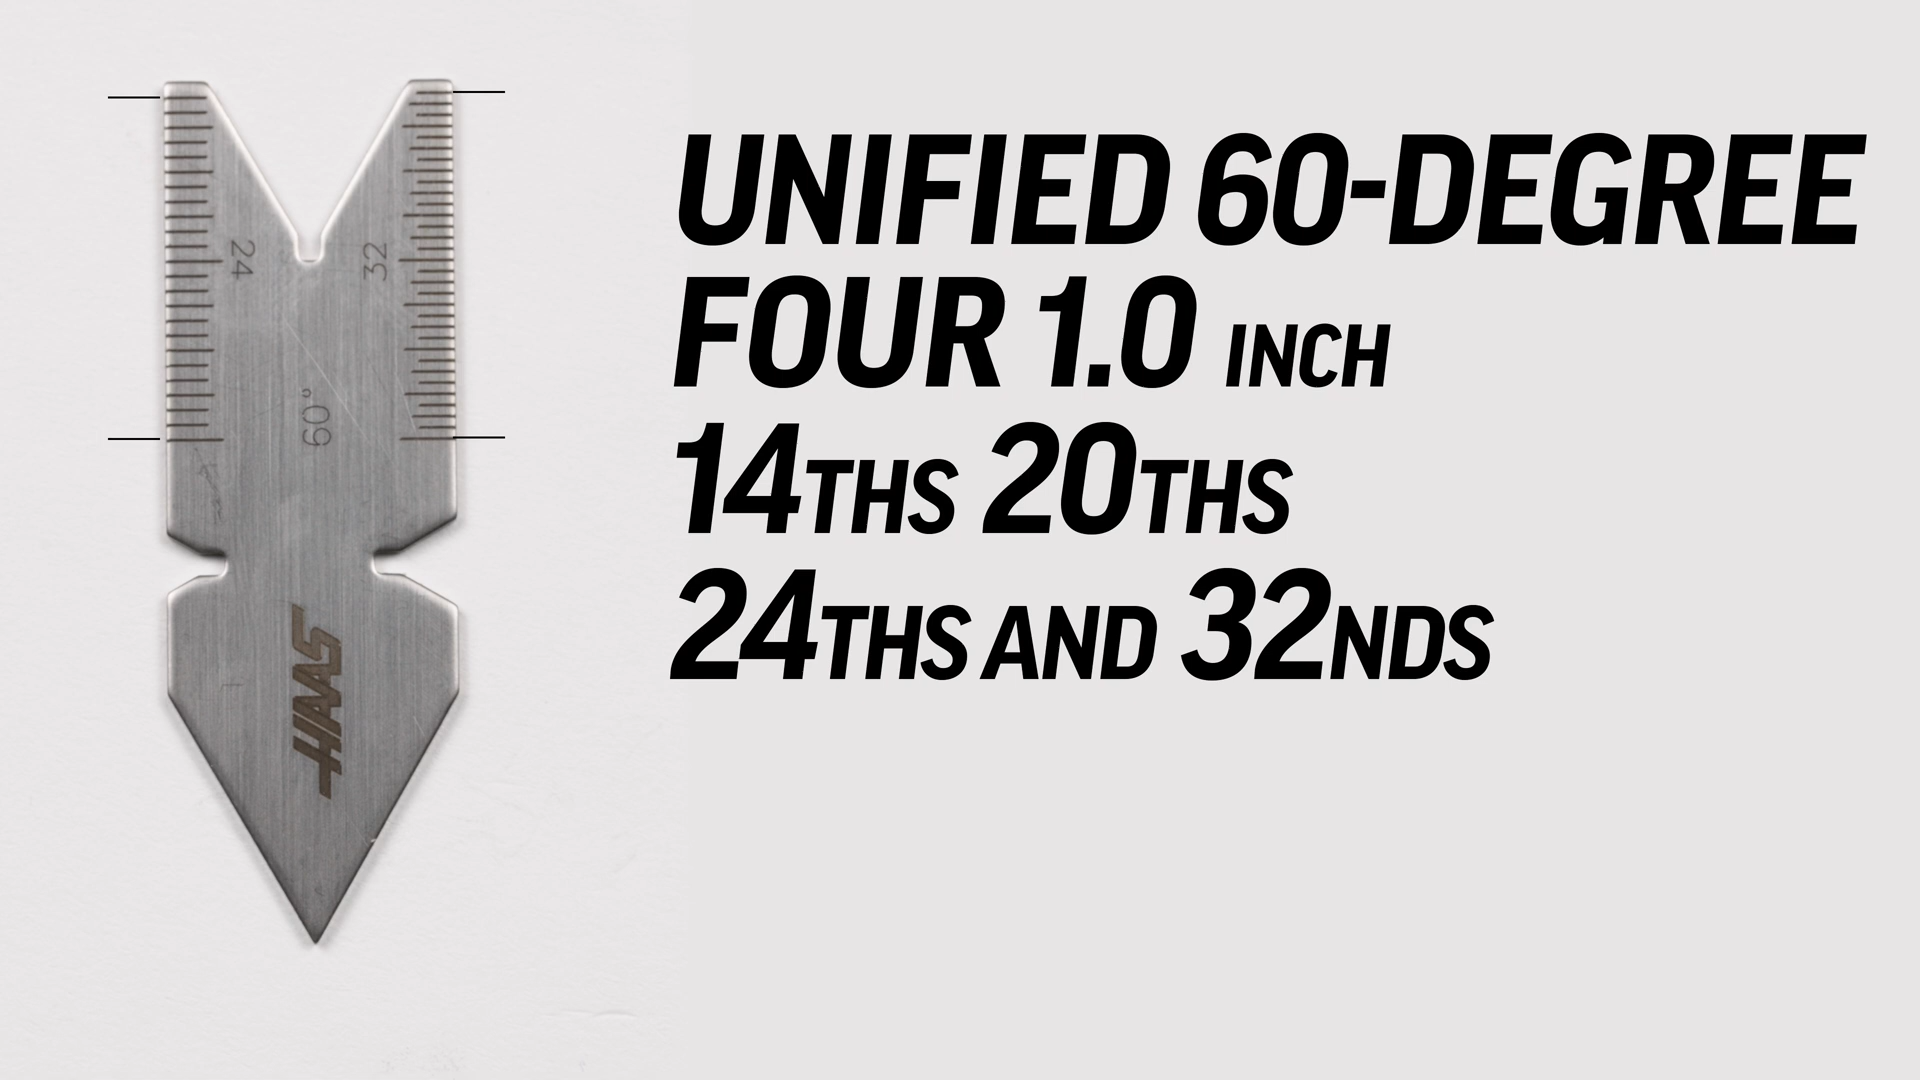 24
32
60°
HAAS
UNIFIED 60-DEGREE
FOUR 1.0 INCH
14THS 20THS
24THS AND 32NDS